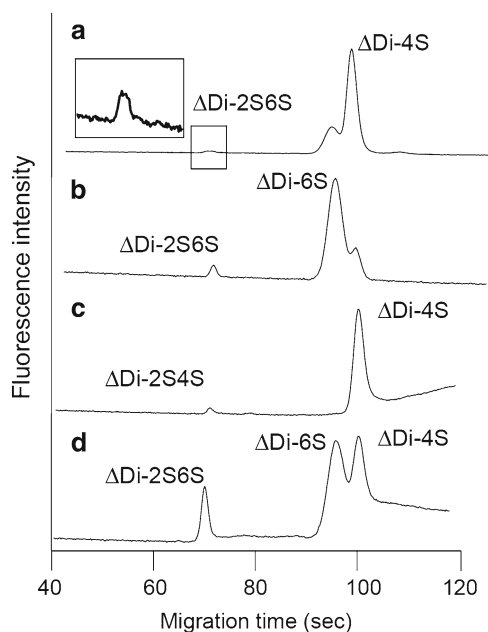 a
ΔDi-4S
ΔDi-2S6S
b
ΔDi-6S
ΔDi-2S6S
c
ΔDi-4S
ΔDi-2S4S
d
ΔDi-6S
ΔDi-4S
ΔDi-2S6S
Fluorescence intensity
40 60 80 100 120
Migration time (sec)